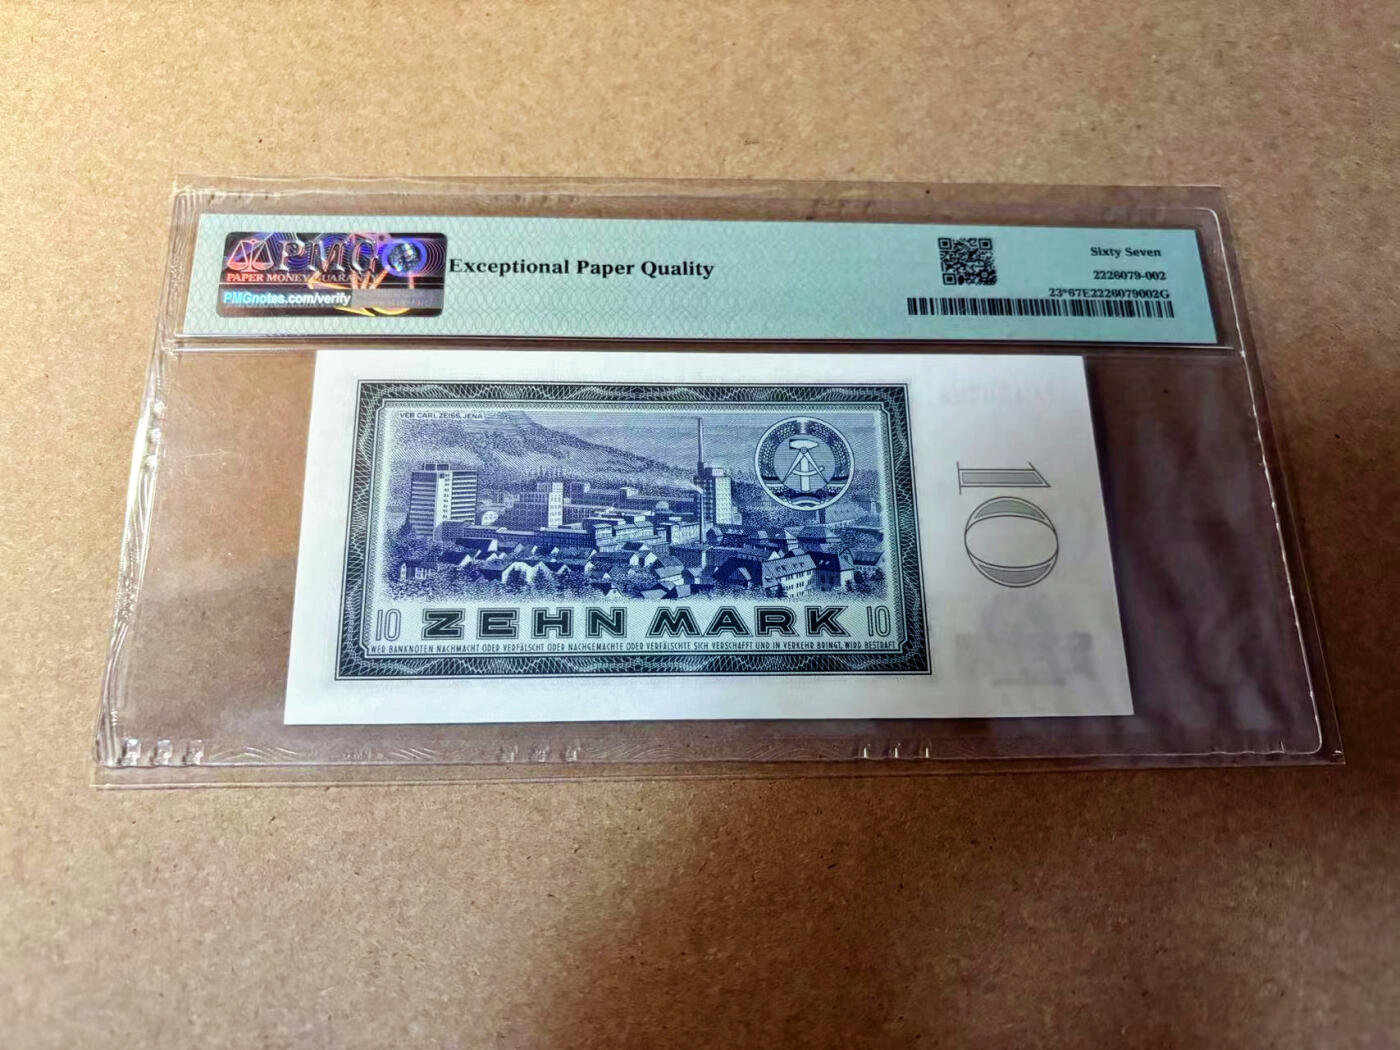 PMG
PAPER MONEY GUARANTY
PMGnotes.com/verify
Exceptional Paper Quality
Sixty Seven
2226079-002
23*67E2226079002G
VEB CARL ZEISS, JENA
10 ZEHN MARK 10
WER BANKNOTEN NACHMACHT ODER VERFÄLSCHT ODER NACHGEMACHTE ODER VERFÄLSCHTE SICH VERSCHAFFT UND IN VERKEHR BRINGT, WIRD BESTRAFT
10